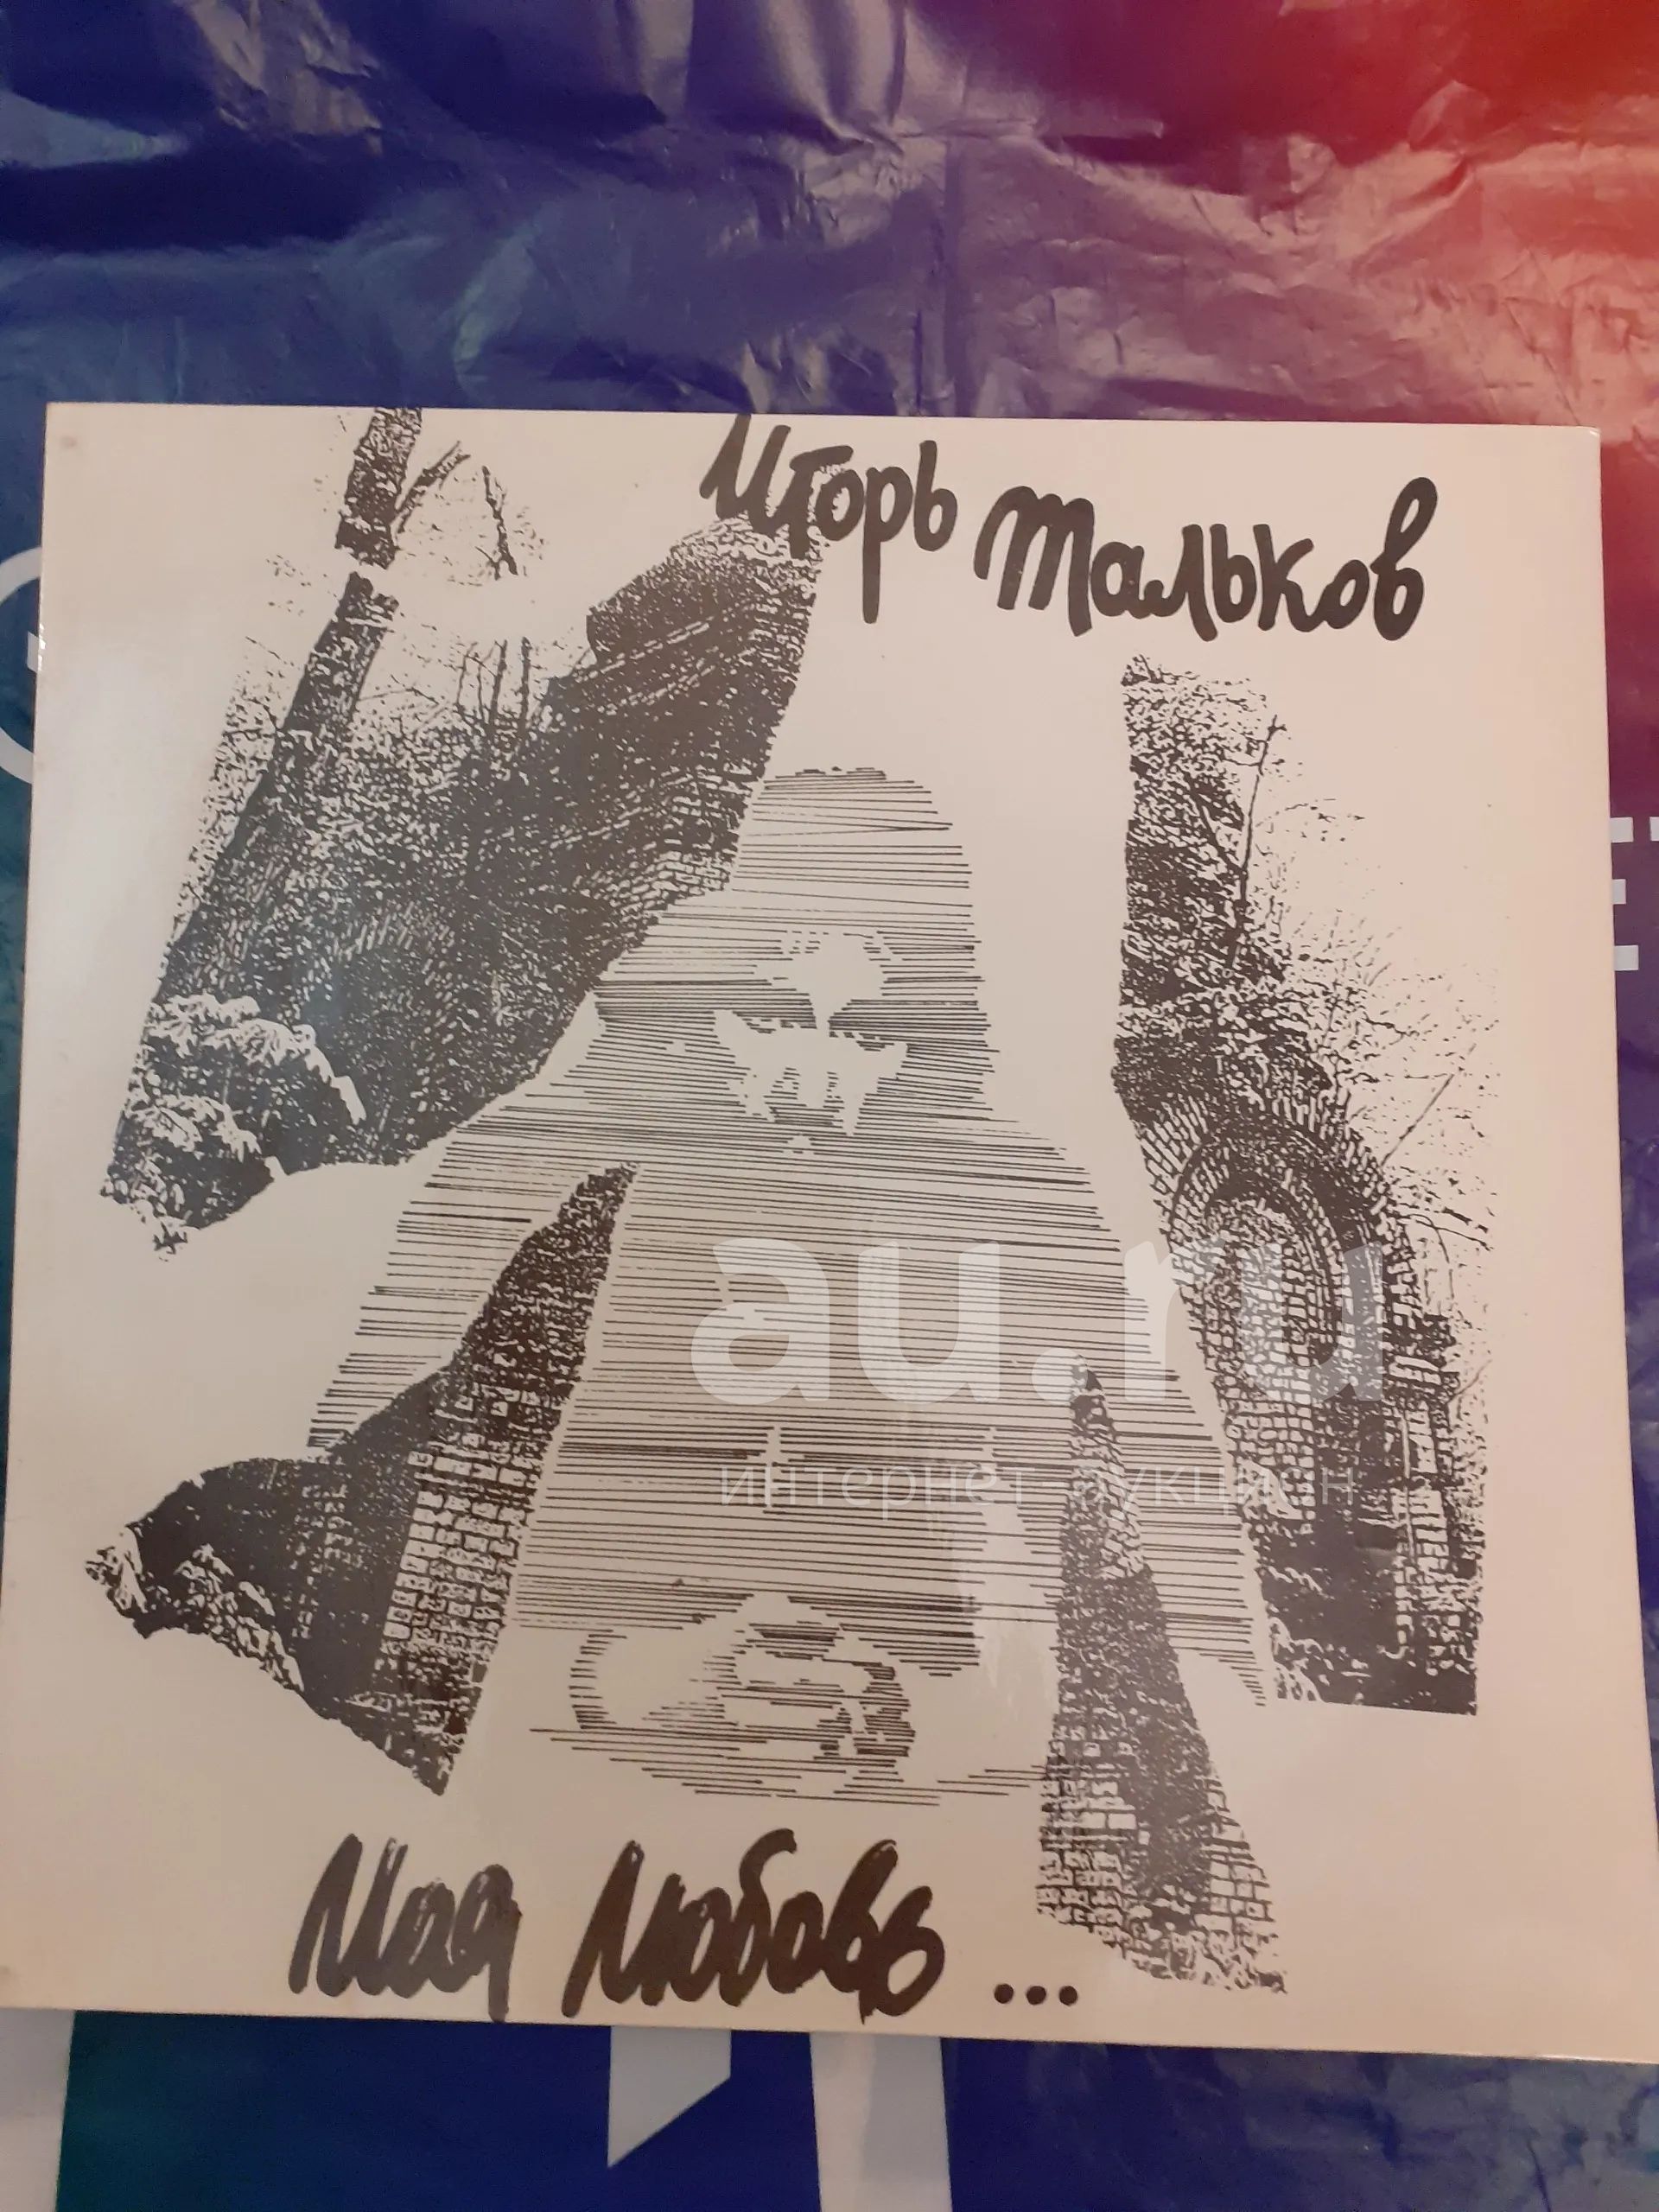 Игорь Тальков
au.ru
интернет аукцион
Моя Любовь ...